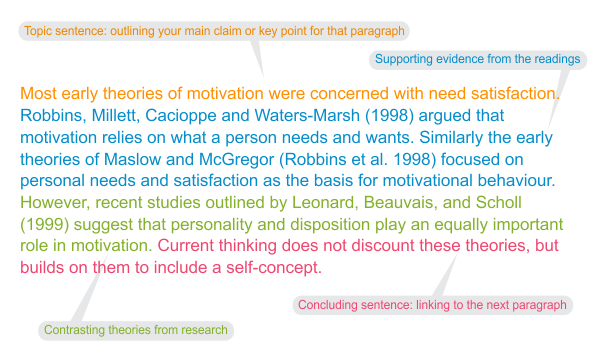 Topic sentence: outlining your main claim or key point for that paragraph
Supporting evidence from the readings
Most early theories of motivation were concerned with need satisfaction.
Robbins, Millett, Cacioppe and Waters-Marsh (1998) argued that
motivation relies on what a person needs and wants. Similarly the early
theories of Maslow and McGregor (Robbins et al. 1998) focused on
personal needs and satisfaction as the basis for motivational behaviour.
However, recent studies outlined by Leonard, Beauvais, and Scholl
(1999) suggest that personality and disposition play an equally important
role in motivation. Current thinking does not discount these theories, but
builds on them to include a self-concept.
Concluding sentence: linking to the next paragraph
Contrasting theories from research